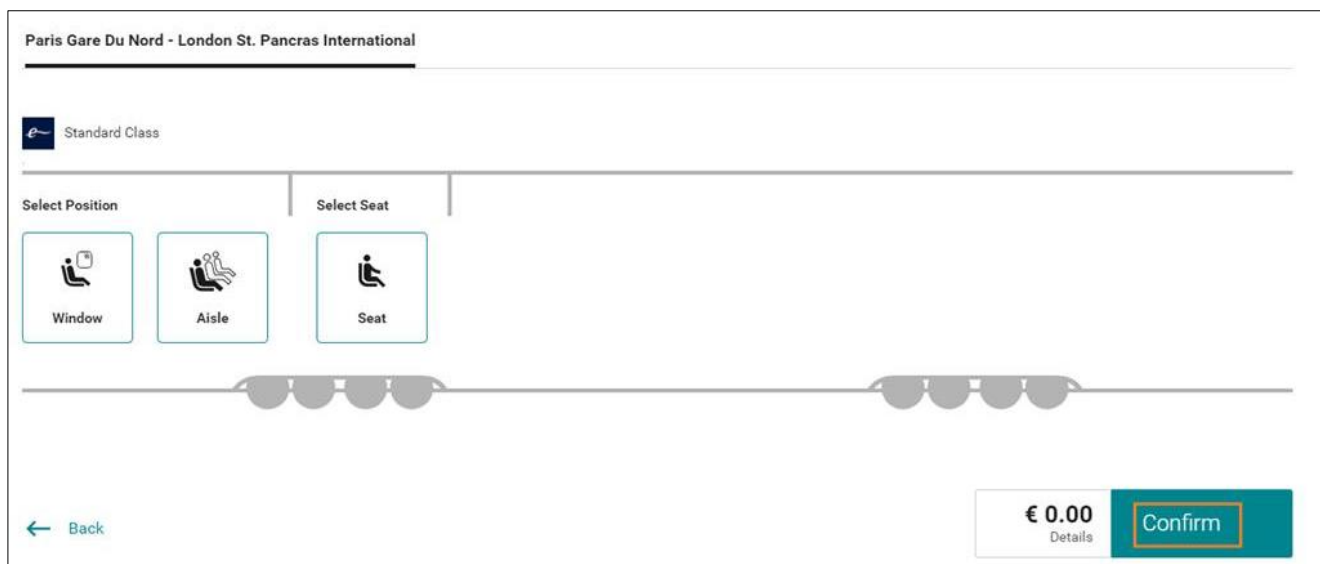 Paris Gare Du Nord - London St. Pancras International
e
Standard Class
Select Position
Select Seat
Window
Aisle
Seat
Back
€ 0.00
Details
Confirm